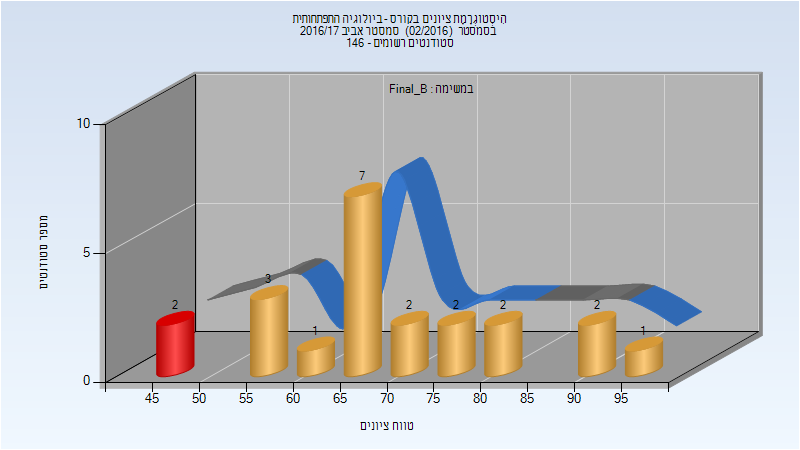 היסטוגרמת ציונים בקורס - ביולוגיה התפתחותית
בסמסטר (02/2016) סמסטר אביב 2016/17
סטודנטים רשומים - 146
במשימה : Final_B
10
5
0
מספר סטודנטים
2
3
1
7
2
2
2
2
1
45 50 55 60 65 70 75 80 85 90 95
טווח ציונים